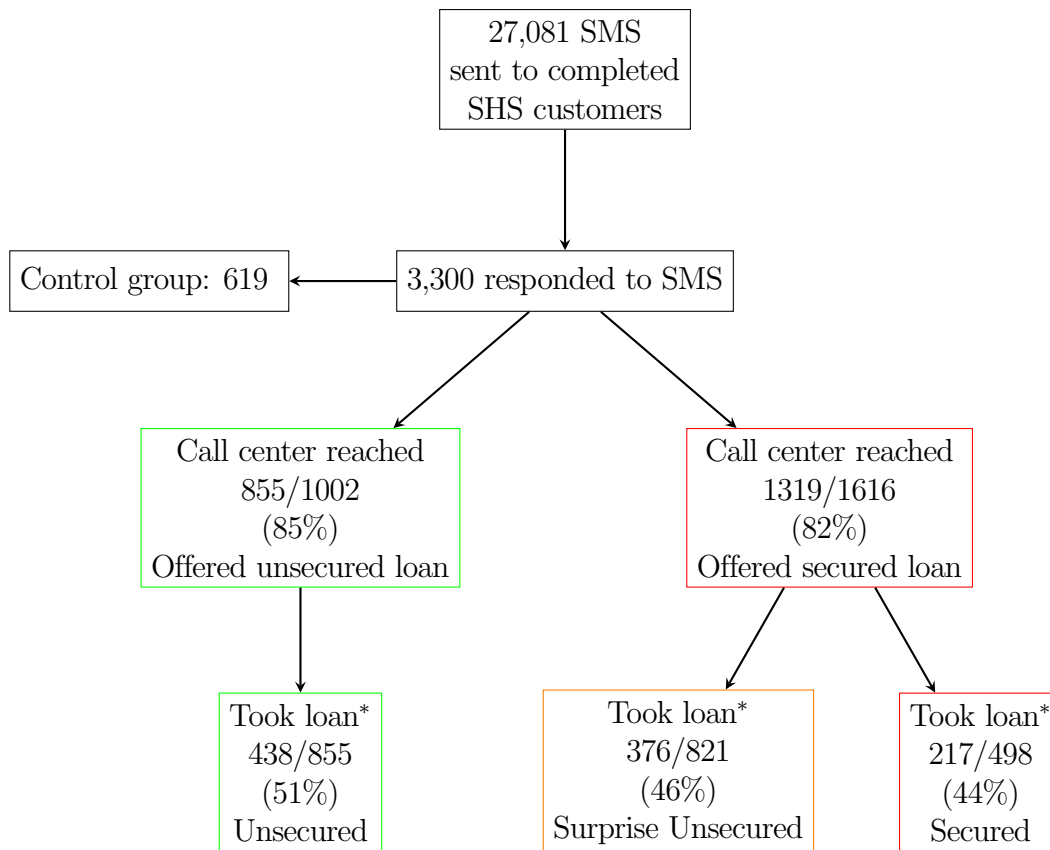 27,081 SMS
sent to completed
SHS customers
Control group: 619
3,300 responded to SMS
Call center reached
855/1002
(85%)
Offered unsecured loan
Call center reached
1319/1616
(82%)
Offered secured loan
Took loan*
438/855
(51%)
Unsecured
Took loan*
376/821
(46%)
Surprise Unsecured
Took loan*
217/498
(44%)
Secured